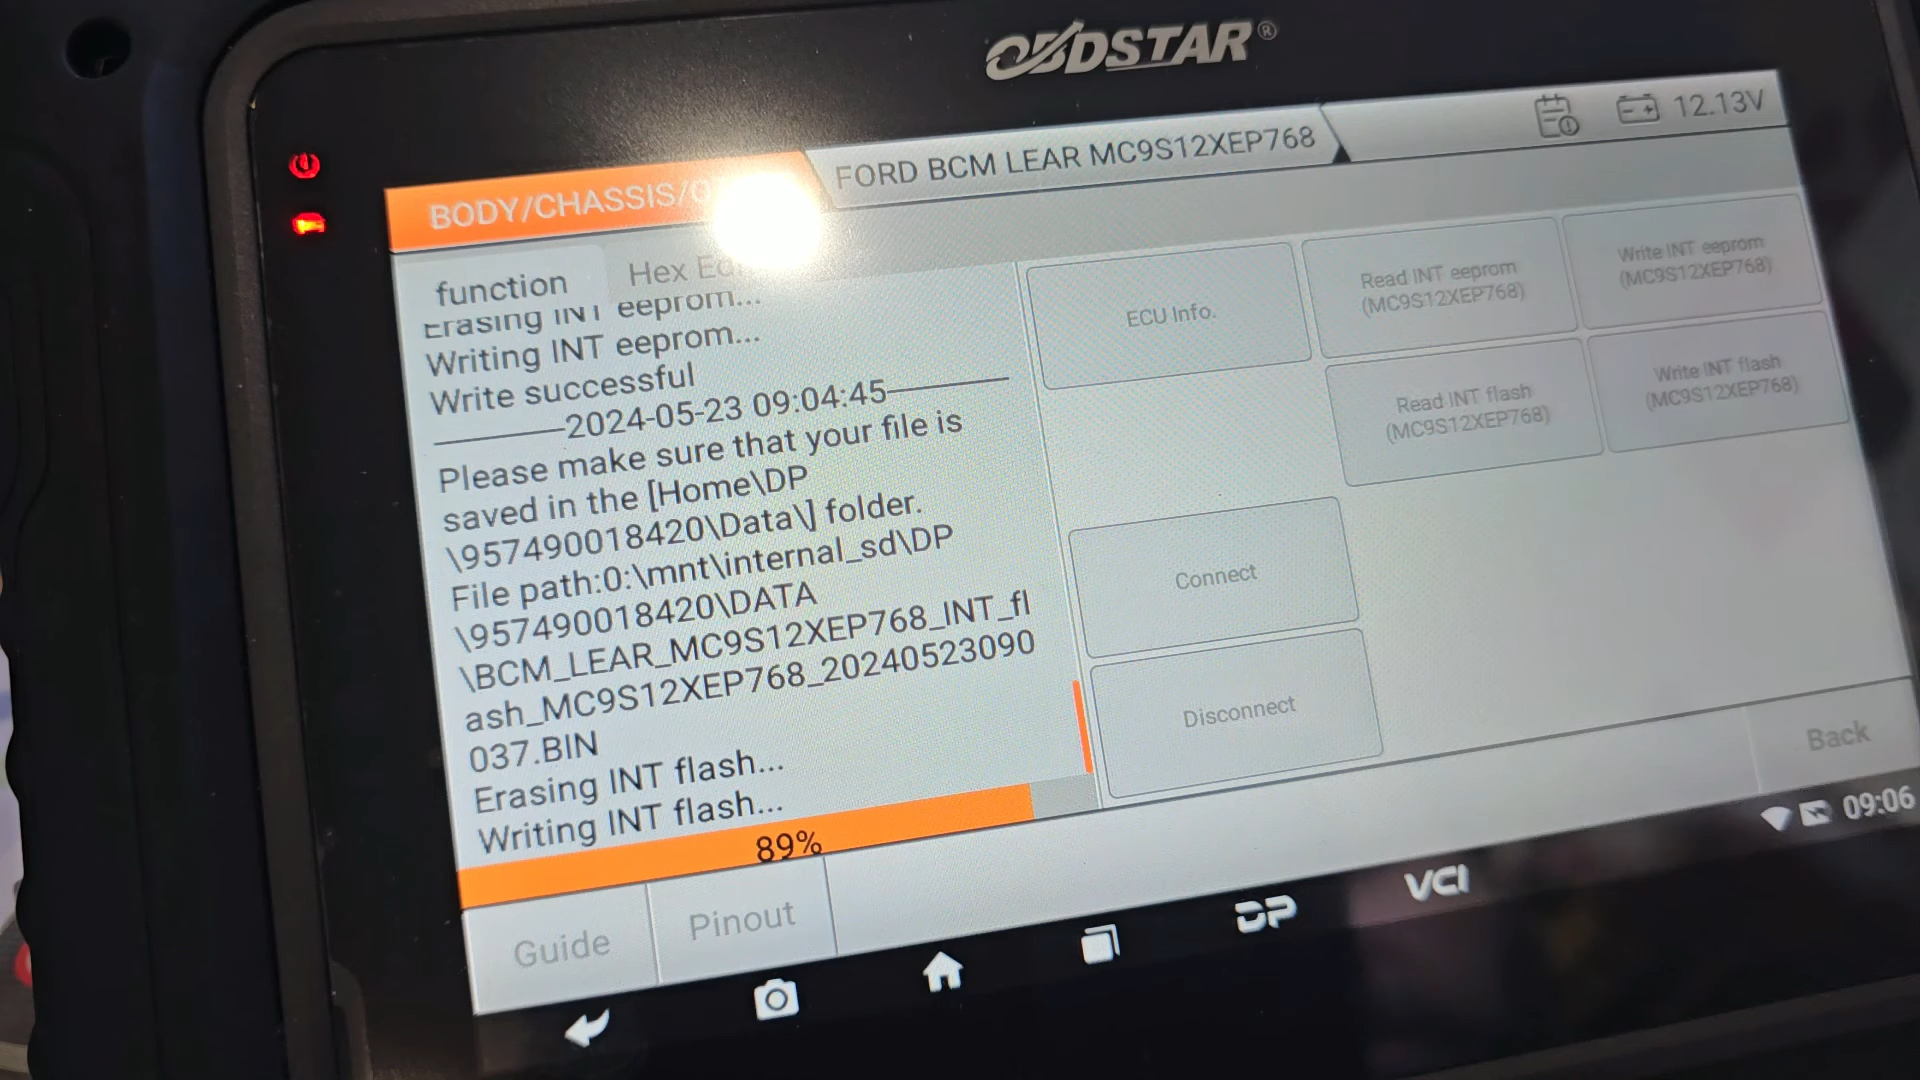 OBDSTAR®
12.13V
BODY/CHASSIS/
FORD BCM LEAR MC9S12XEP768
function
Hex
Erasing INT eeprom...
Writing INT eeprom...
Write successful
2024-05-23 09:04:45
Please make sure that your file is
saved in the [Home\DP
\957490018420\Data\] folder.
File path:0:\mnt\internal_sd\DP
\957490018420\DATA
\BCM_LEAR_MC9S12XEP768_INT_fl
ash_MC9S12XEP768_20240523090
037.BIN
Erasing INT flash...
Writing INT flash...
89%
ECU Info.
Read INT eeprom
(MC9S12XEP768)
Write INT eeprom
(MC9S12XEP768)
Read INT flash
(MC9S12XEP768)
Write INT flash
(MC9S12XEP768)
Connect
Disconnect
Back
Guide
Pinout
09:06
DP
VCI